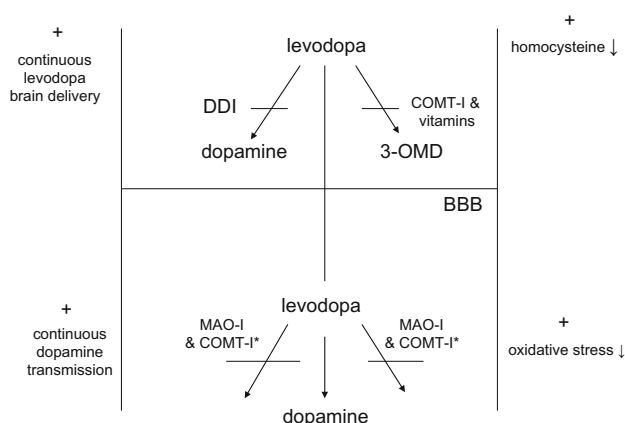 +
continuous
levodopa
brain delivery
levodopa
+
homocysteine ↓
DDI
COMT-I &
vitamins
dopamine
3-OMD
BBB
+
continuous
dopamine
transmission
levodopa
MAO-I
& COMT-I*
MAO-I
& COMT-I*
+
oxidative stress ↓
dopamine